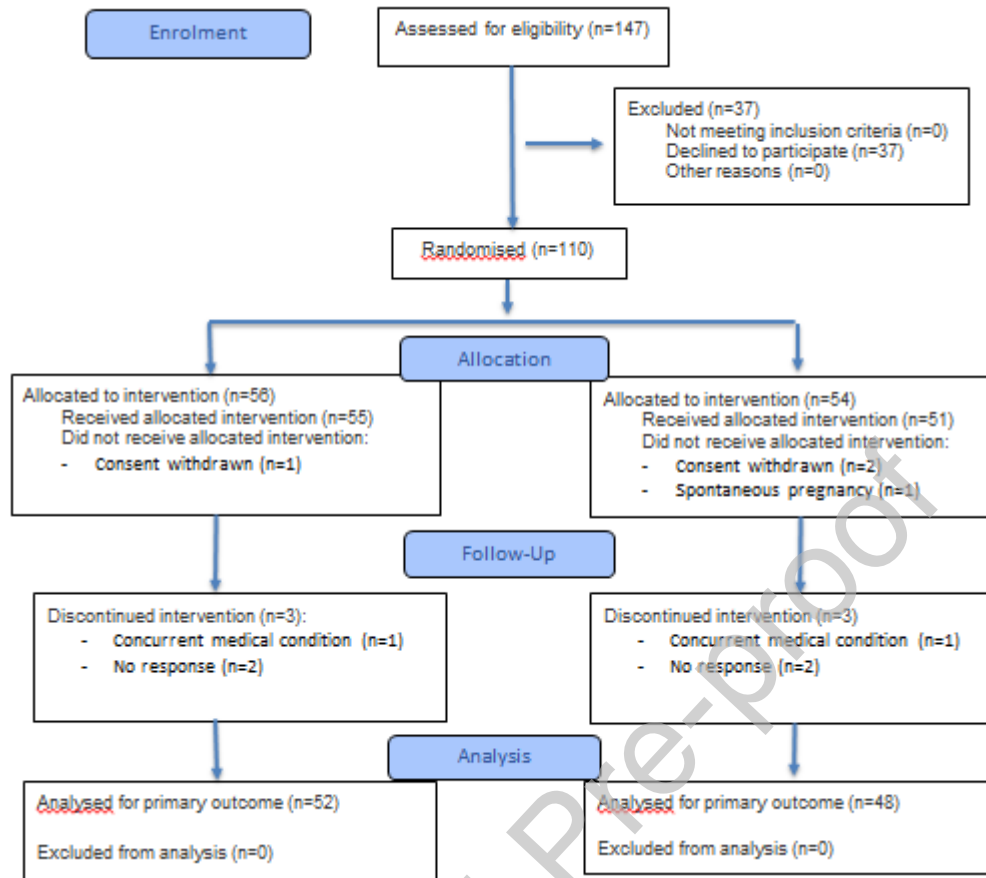 Enrolment
Assessed for eligibility (n=147)
Excluded (n=37)
Not meeting inclusion criteria (n=0)
Declined to participate (n=37)
Other reasons (n=0)
Randomised (n=110)
Allocation
Allocated to intervention (n=56)
Received allocated intervention (n=55)
Did not receive allocated intervention:
- Consent withdrawn (n=1)
Allocated to intervention (n=54)
Received allocated intervention (n=51)
Did not receive allocated intervention:
- Consent withdrawn (n=2)
- Spontaneous pregnancy (n=1)
Follow-Up
Discontinued intervention (n=3):
- Concurrent medical condition (n=1)
- No response (n=2)
Discontinued intervention (n=3)
- Concurrent medical condition (n=1)
- No response (n=2)
Analysis
Analysed for primary outcome (n=52)
Excluded from analysis (n=0)
Analysed for primary outcome (n=48)
Excluded from analysis (n=0)
Pre-proof